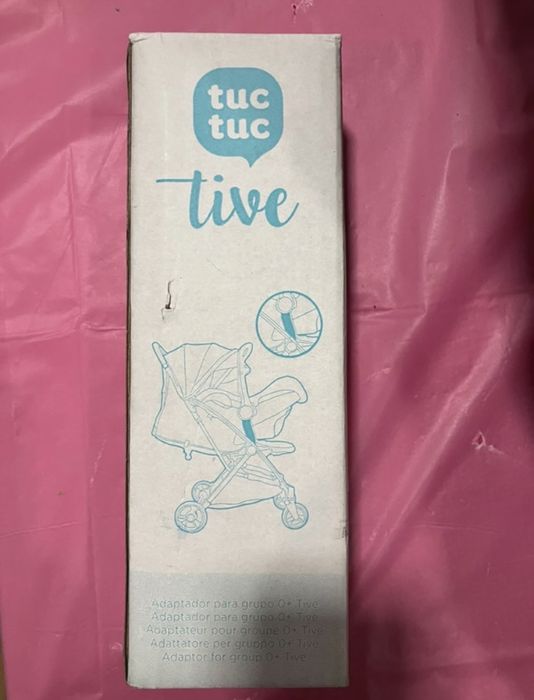 tuc
tuc
tive
Adaptador para grupo 0+ Tive
Adaptador para grupo 0+ Tive
Adaptateur pour groupe 0+ Tive
Adattatore per gruppo 0+ Tive
Adaptor for group 0+ Tive